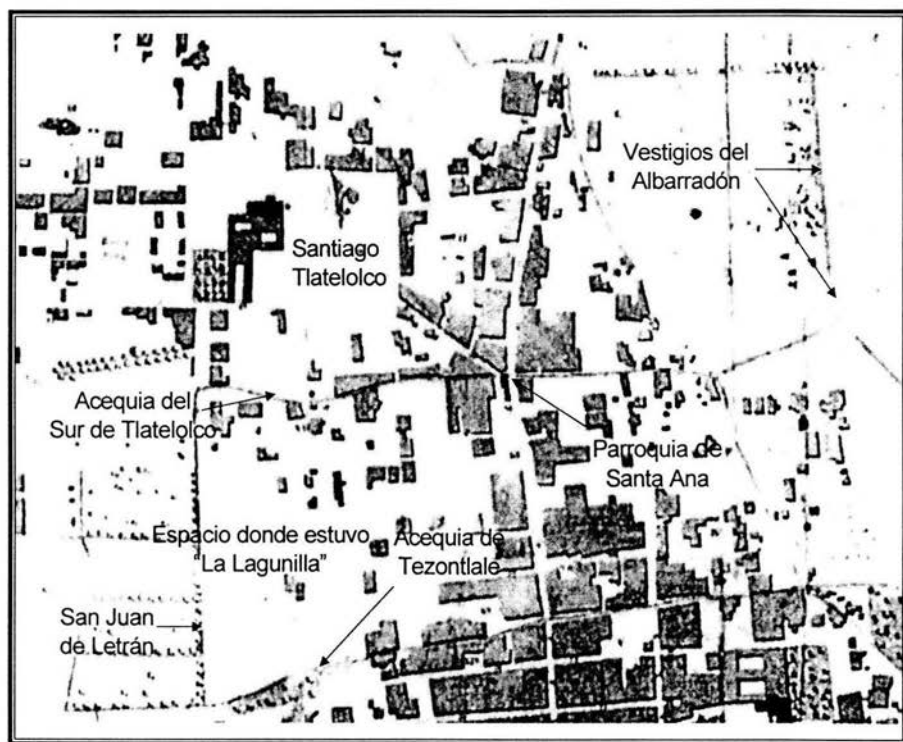 Vestigios del
Albarradón
Santiago
Tlatelolco
Acequia del
Sur de Tlatelolco
Parroquia de
Santa Ana
Espacio donde estuvo
"La Lagunilla"
Acequia de
Tezontlale
San Juan
de Letrán